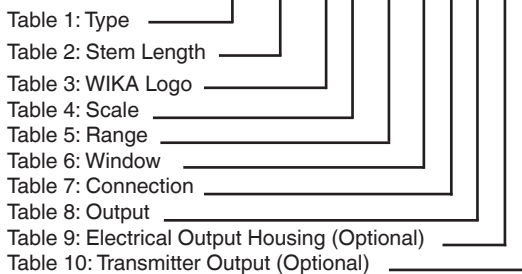 Table 1: Type
Table 2: Stem Length
Table 3: WIKA Logo
Table 4: Scale
Table 5: Range
Table 6: Window
Table 7: Connection
Table 8: Output
Table 9: Electrical Output Housing (Optional)
Table 10: Transmitter Output (Optional)